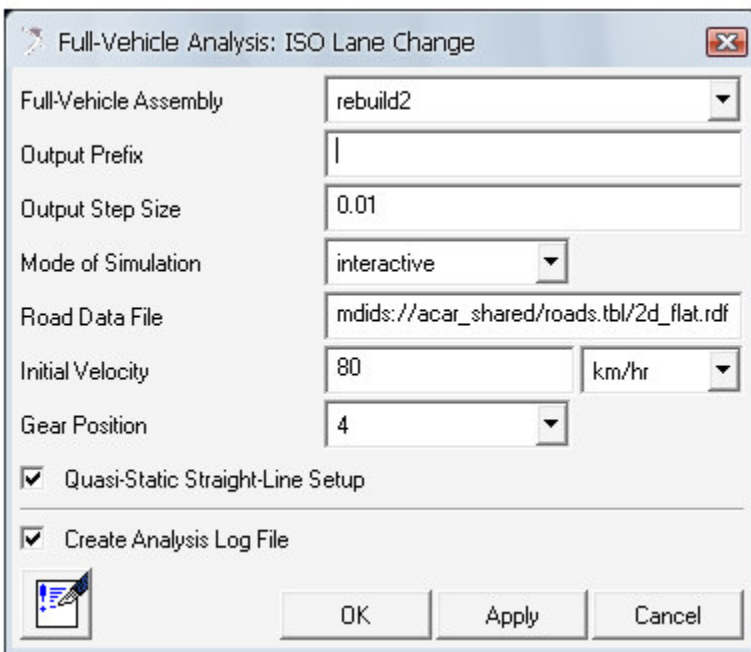 Full-Vehicle Analysis: ISO Lane Change
Full-Vehicle Assembly rebuild2
Output Prefix
Output Step Size 0.01
Mode of Simulation interactive
Road Data File mdids://acar_shared/roads.tbl/2d_flat.rdf
Initial Velocity 80 km/hr
Gear Position 4
Quasi-Static Straight-Line Setup
Create Analysis Log File
OK Apply Cancel